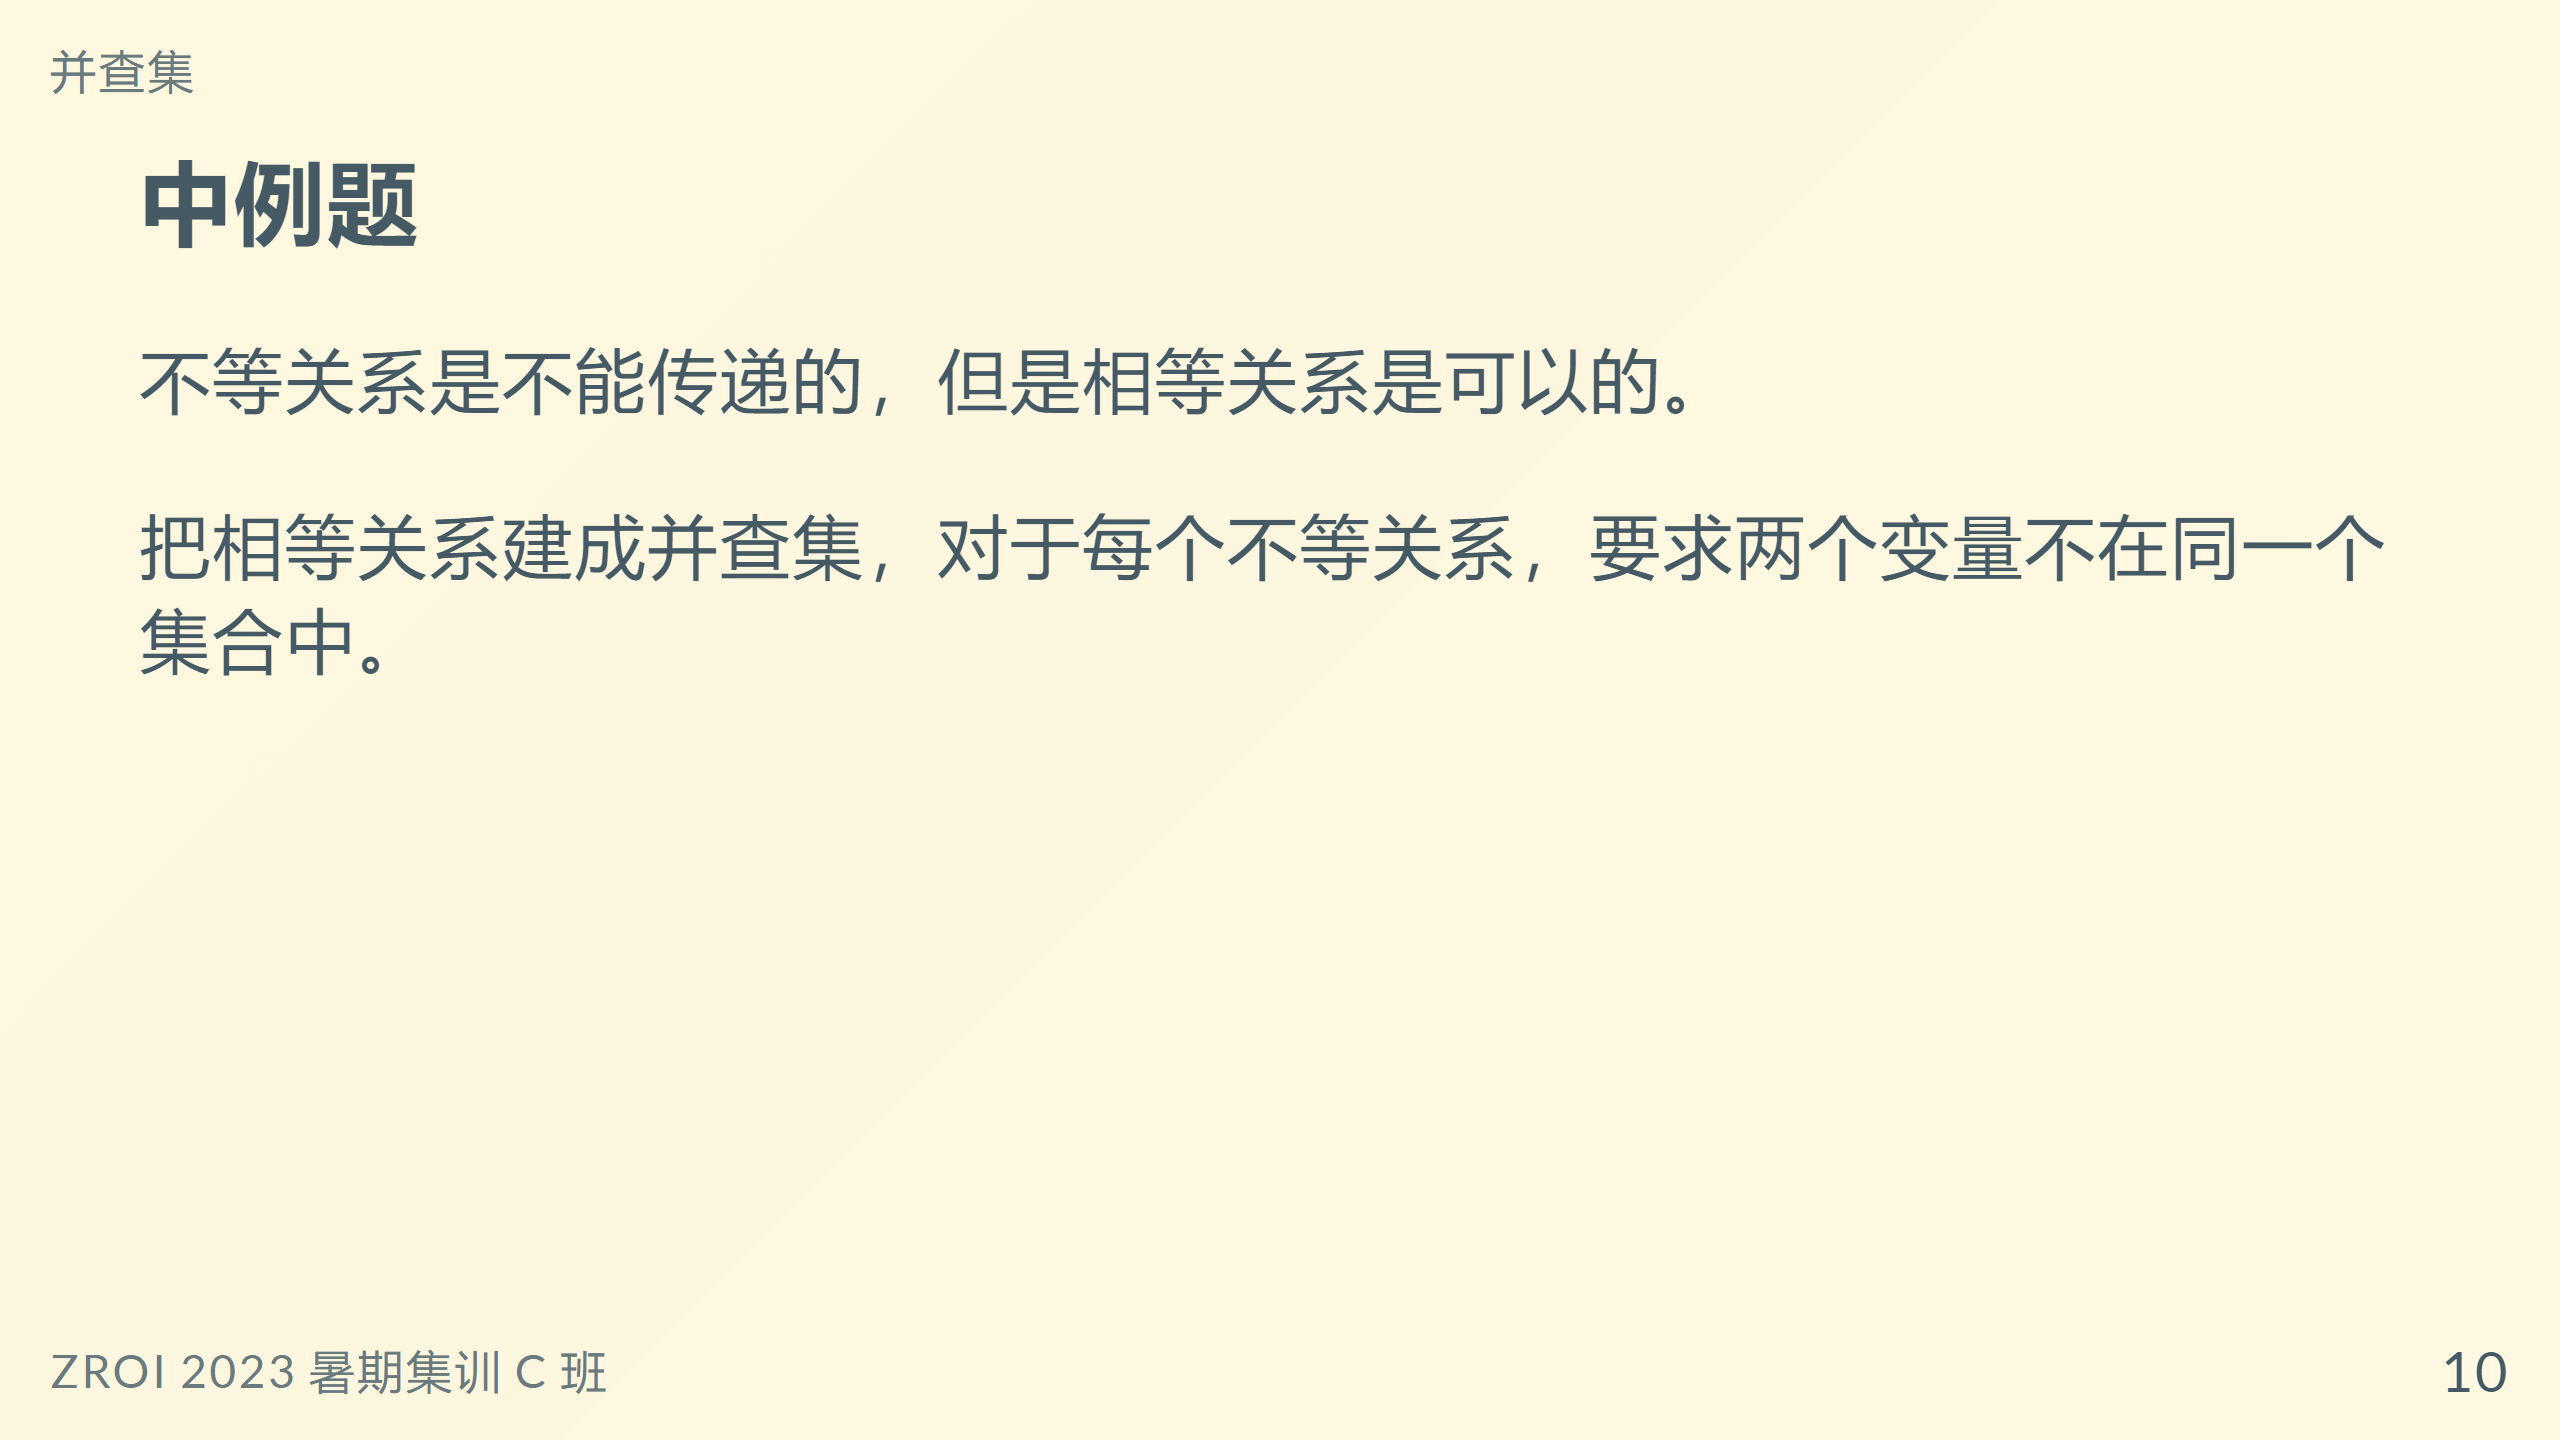 并查集
中例题
不等关系是不能传递的，但是相等关系是可以的。
把相等关系建成并查集，对于每个不等关系，要求两个变量不在同一个
集合中。
ZROI 2023 暑期集训 C 班
10